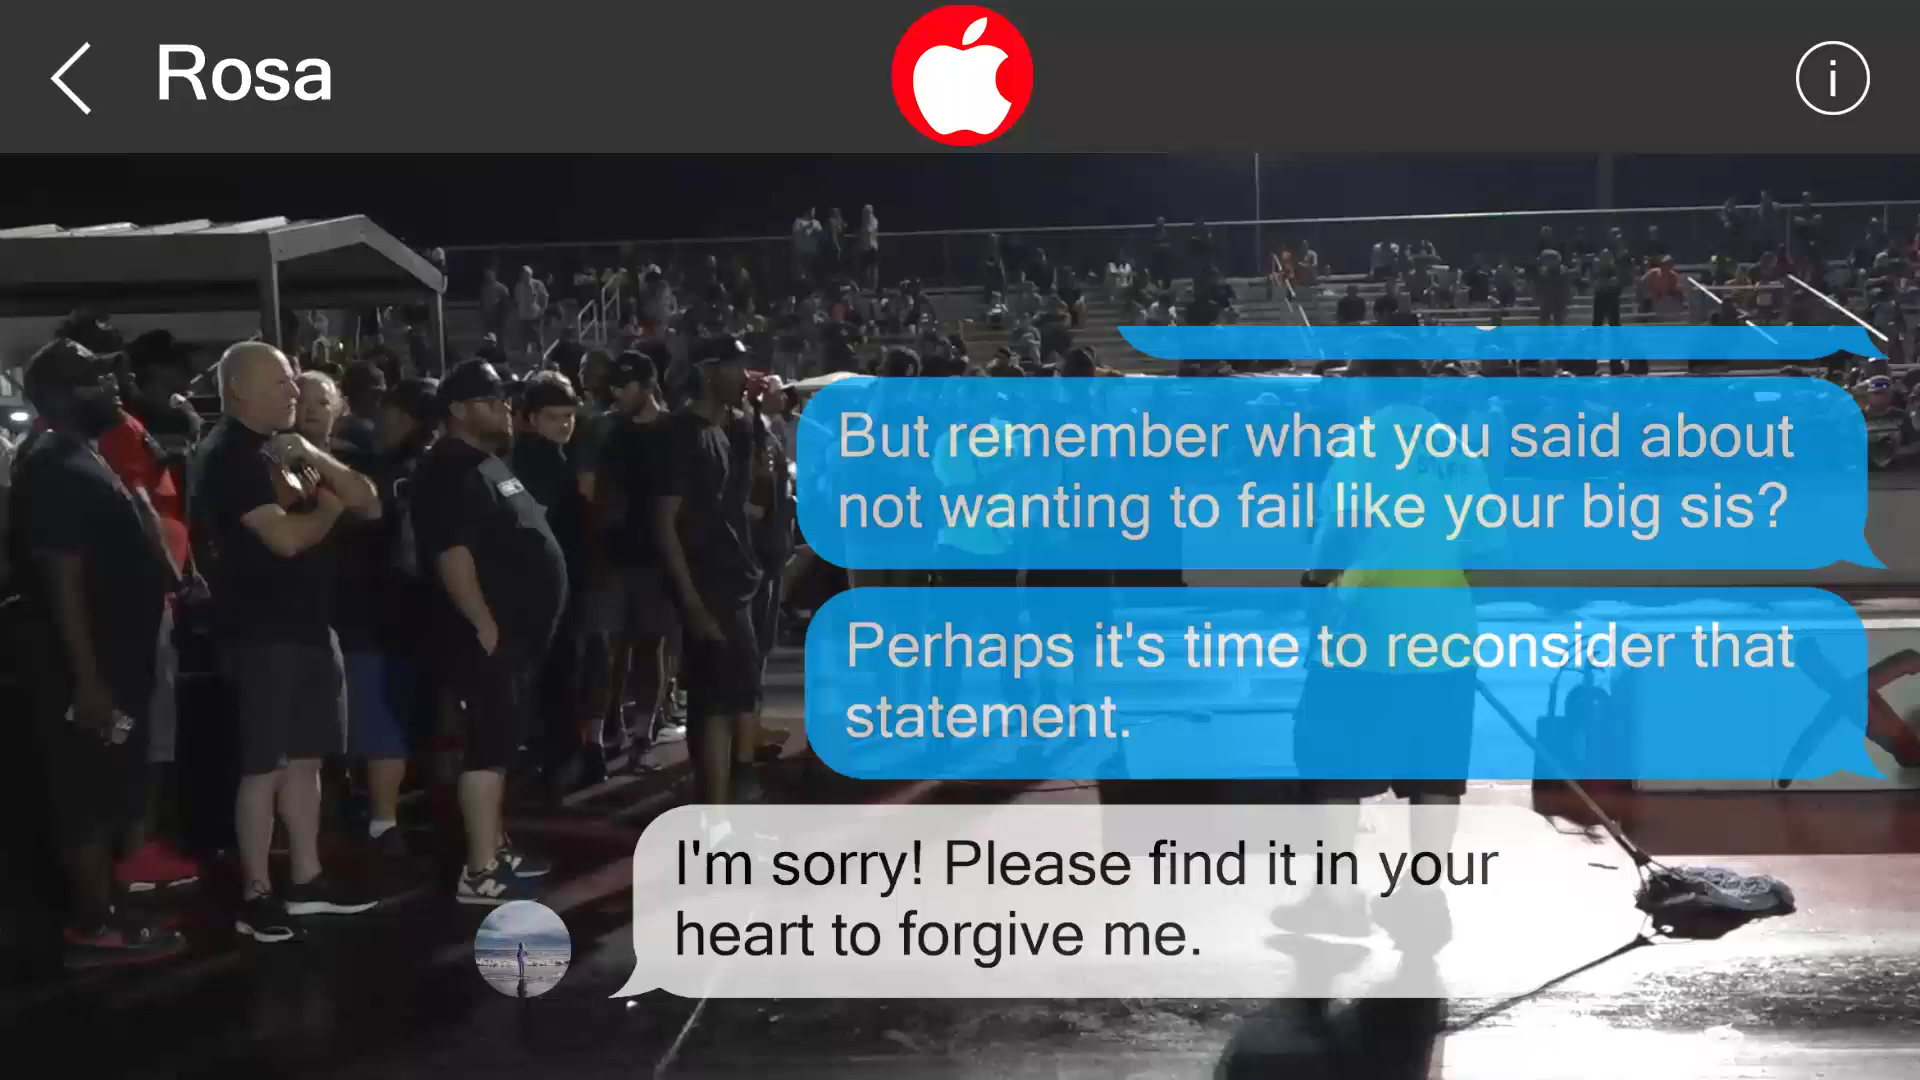 Rosa
But remember what you said about
not wanting to fail like your big sis?
Perhaps it's time to reconsider that
statement.
I'm sorry! Please find it in your
heart to forgive me.